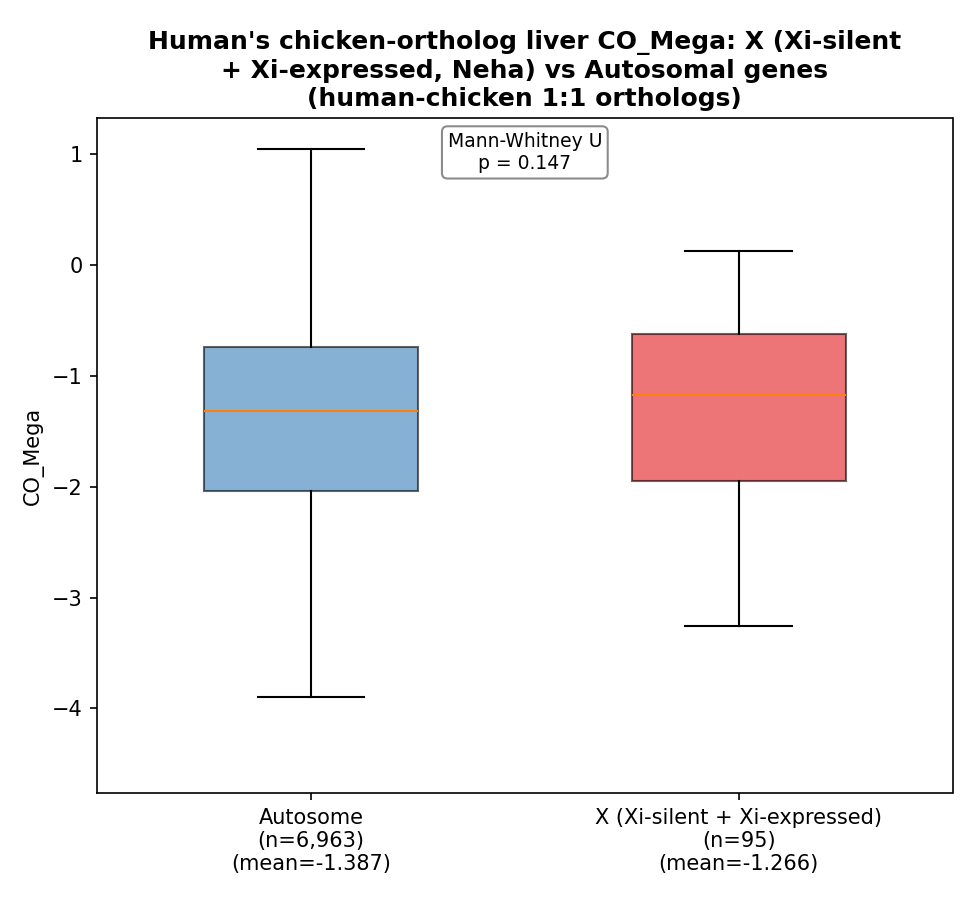 Human's chicken-ortholog liver CO_Mega: X (Xi-silent
+ Xi-expressed, Neha) vs Autosomal genes
(human-chicken 1:1 orthologs)
Mann-Whitney U
p = 0.147
1
0
−1
−2
−3
−4
CO_Mega
Autosome
(n=6,963)
(mean=-1.387)
X (Xi-silent + Xi-expressed)
(n=95)
(mean=-1.266)